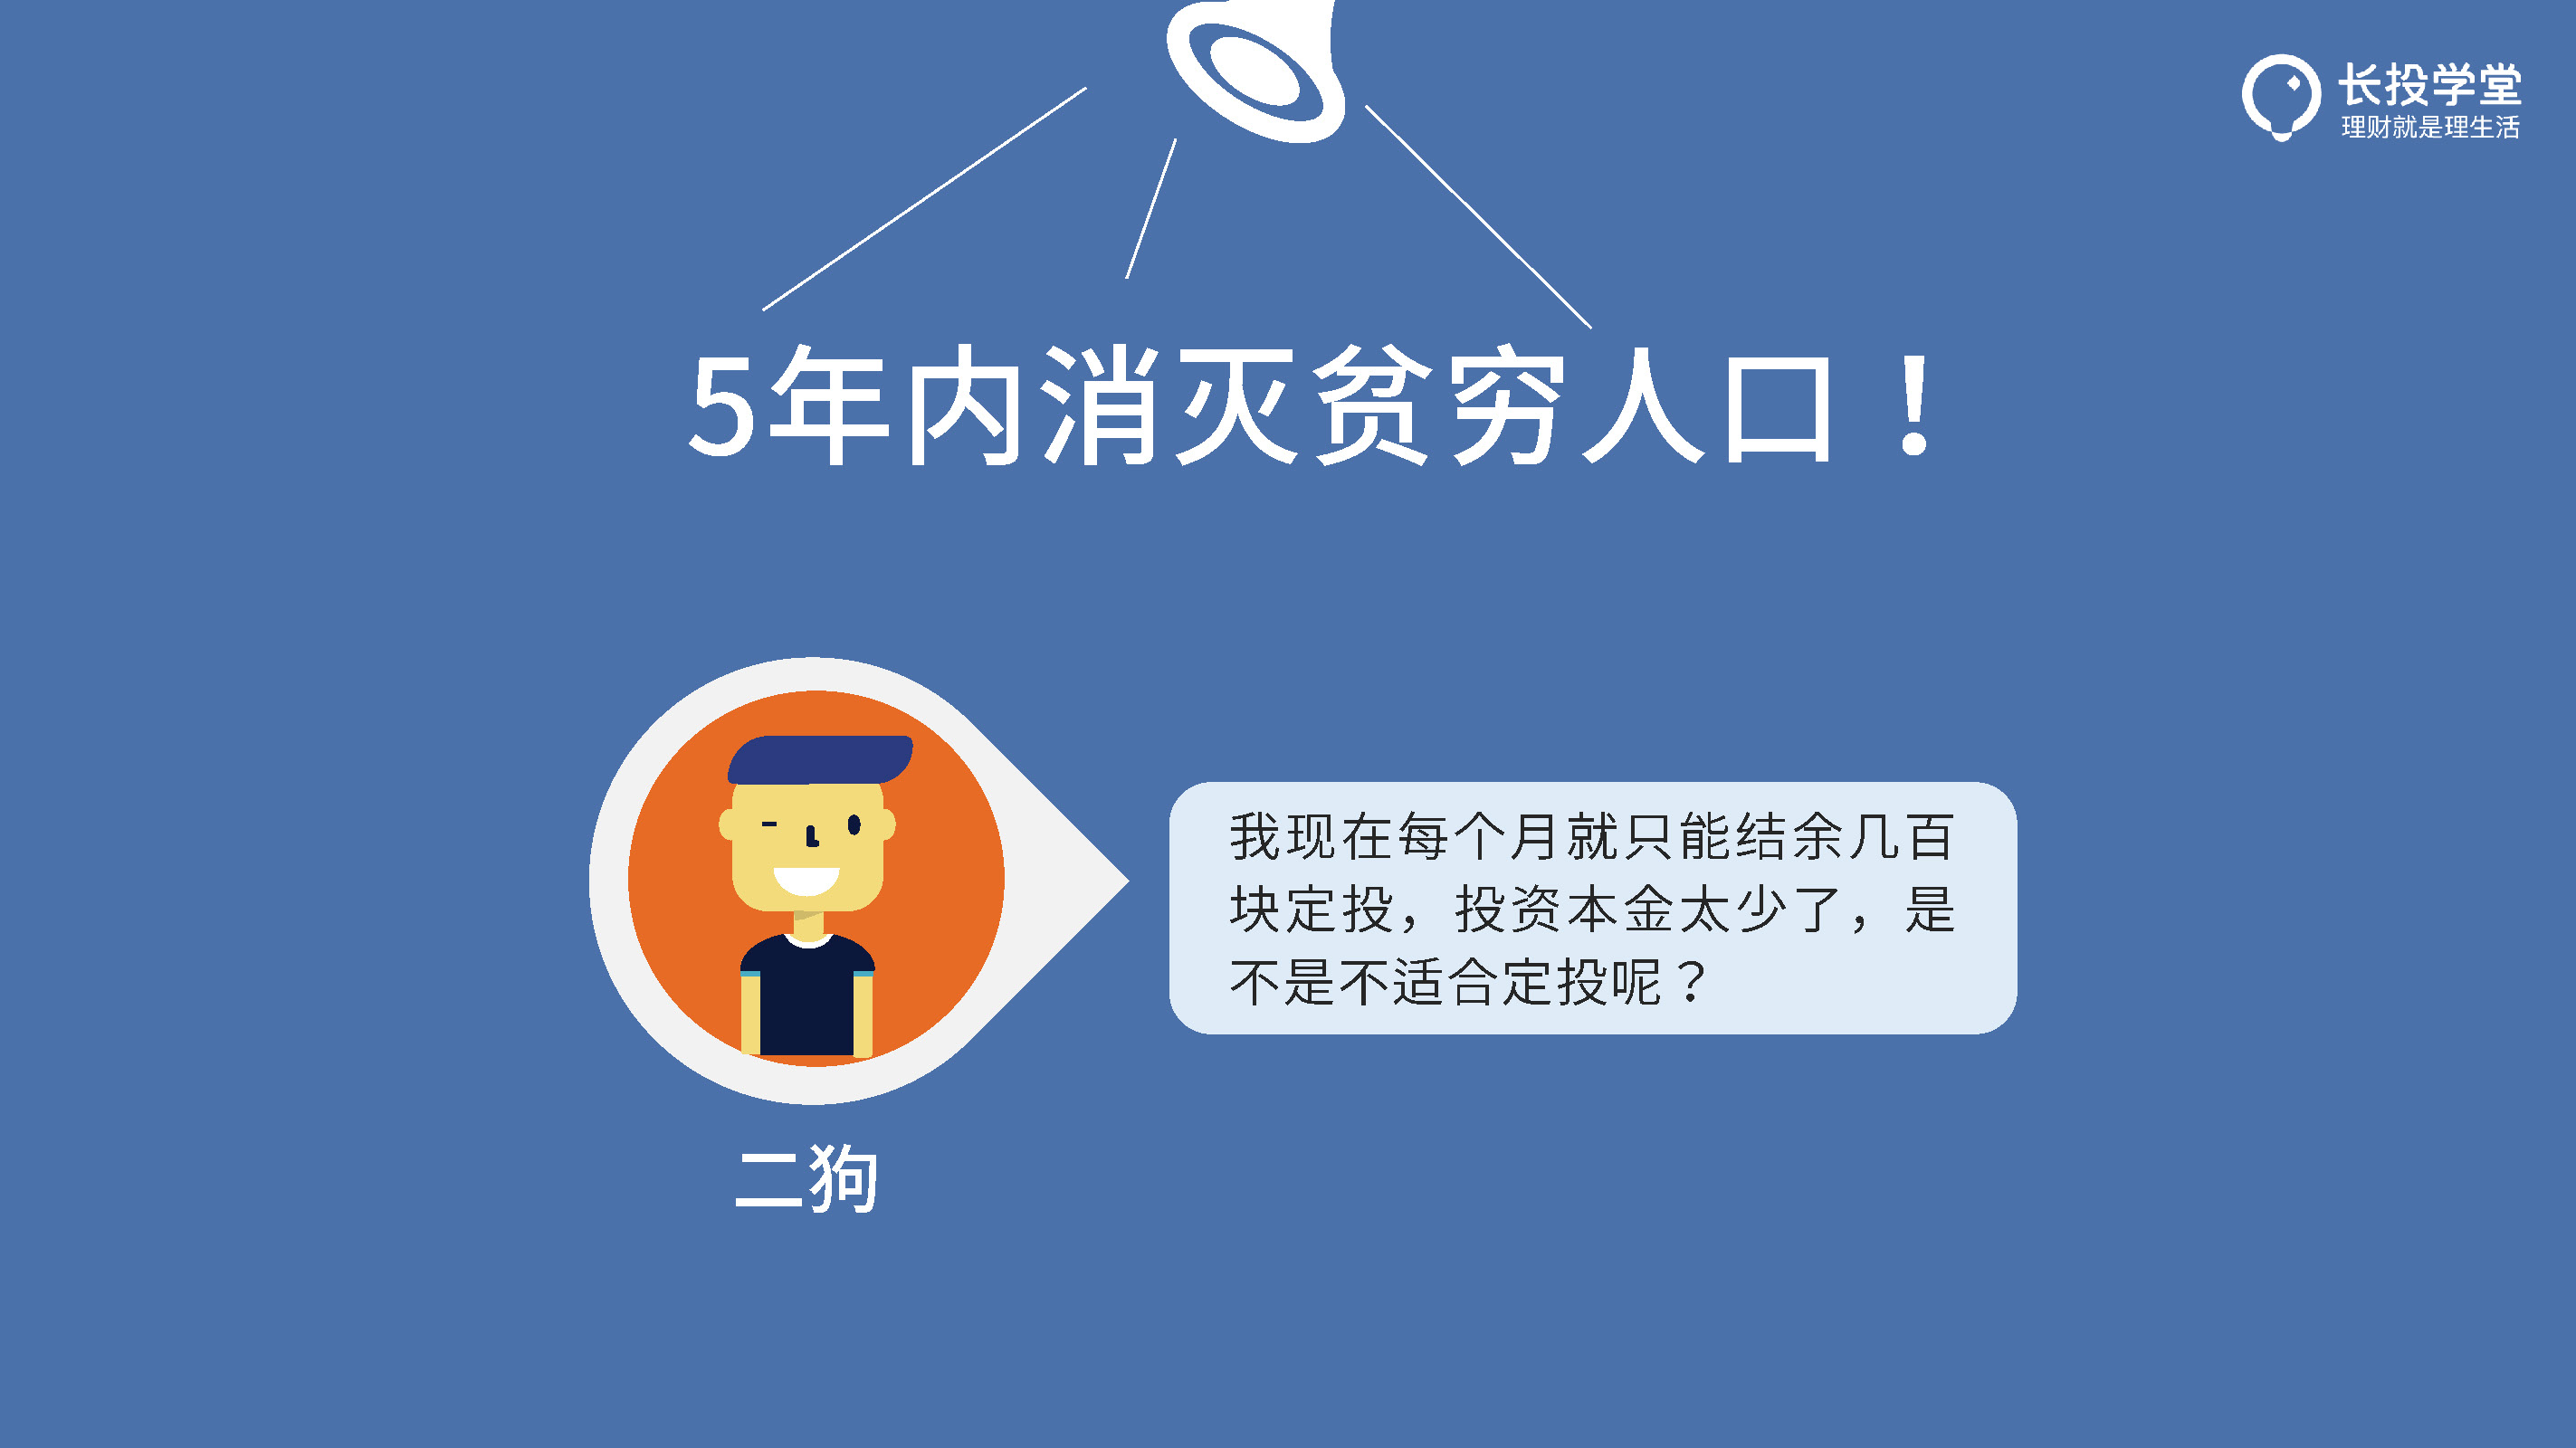 长投学堂
理财就是理生活
5年内消灭贫穷人口！
我现在每个月就只能结余几百
块定投，投资本金太少了，是
不是不适合定投呢？
二狗